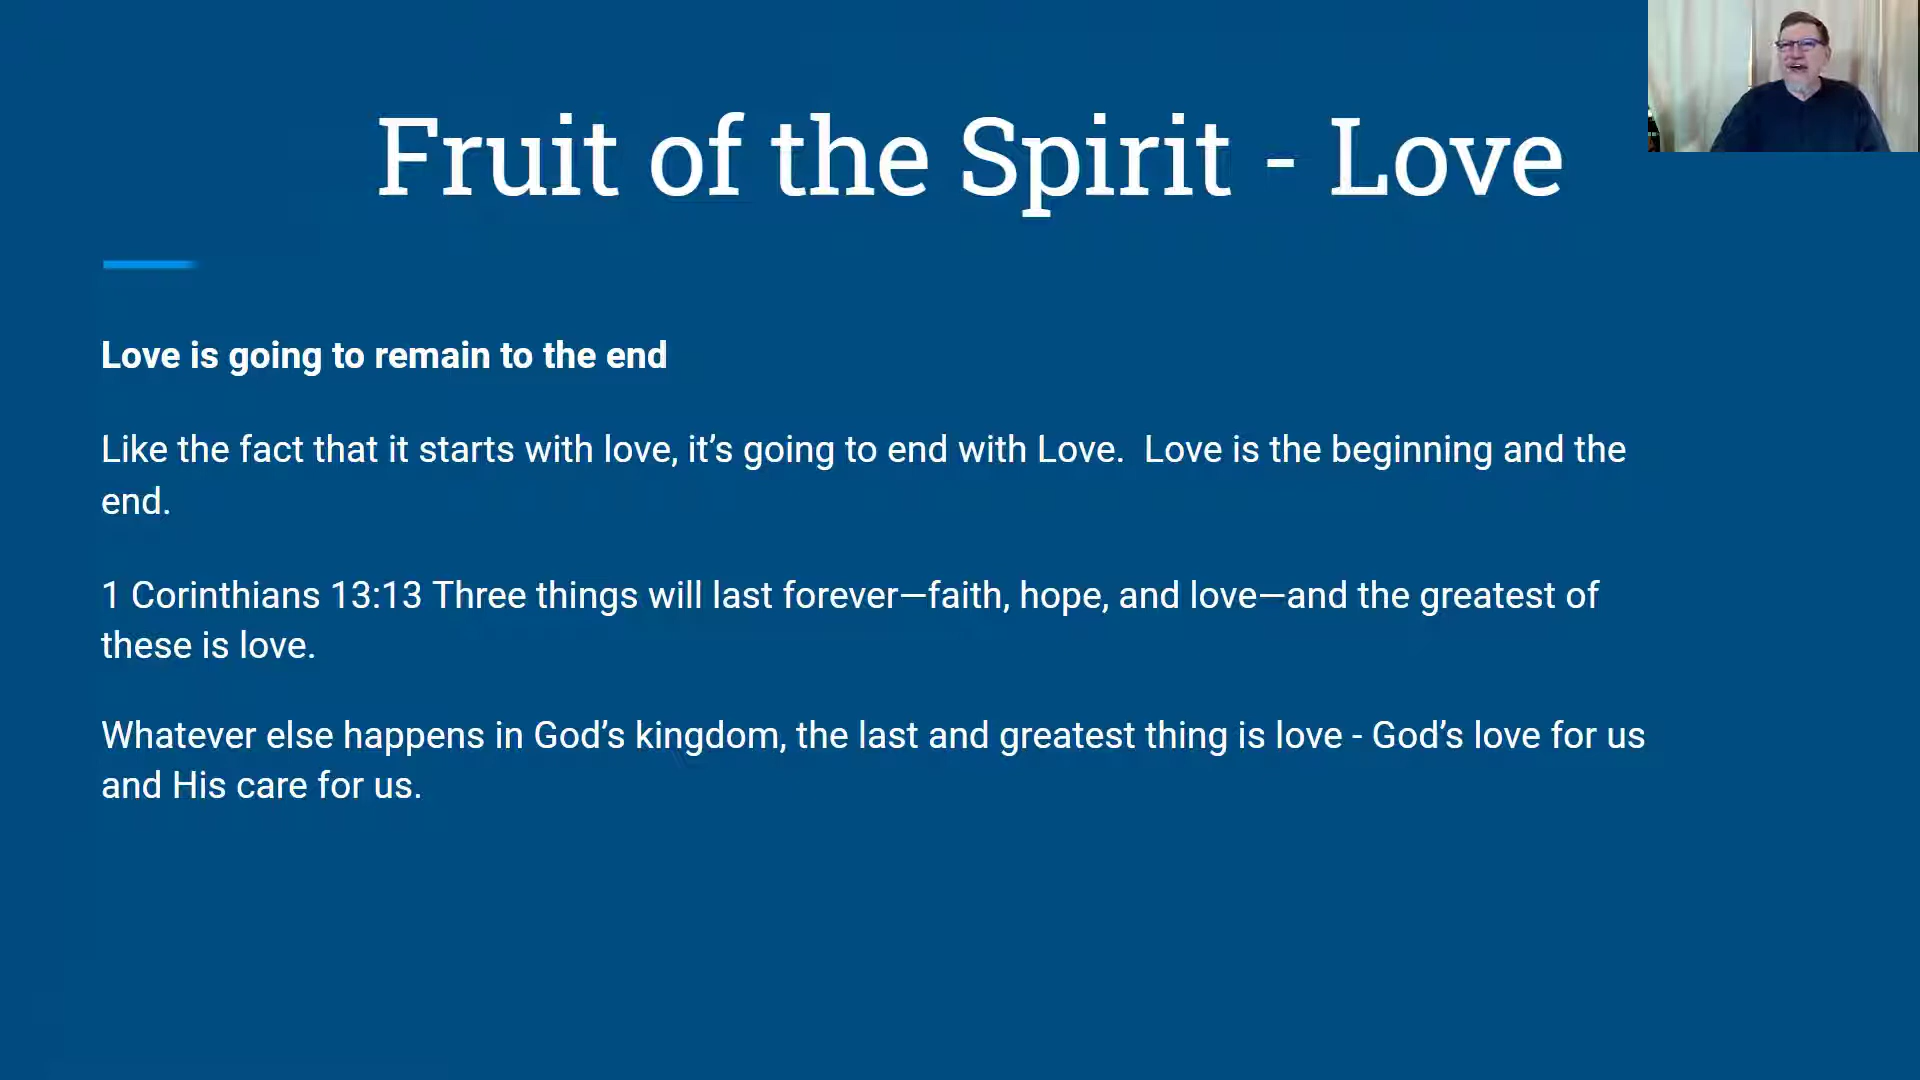 Fruit of the Spirit - Love
Love is going to remain to the end
Like the fact that it starts with love, it’s going to end with Love.  Love is the beginning and the
end.
1 Corinthians 13:13 Three things will last forever—faith, hope, and love—and the greatest of
these is love.
Whatever else happens in God’s kingdom, the last and greatest thing is love - God’s love for us
and His care for us.